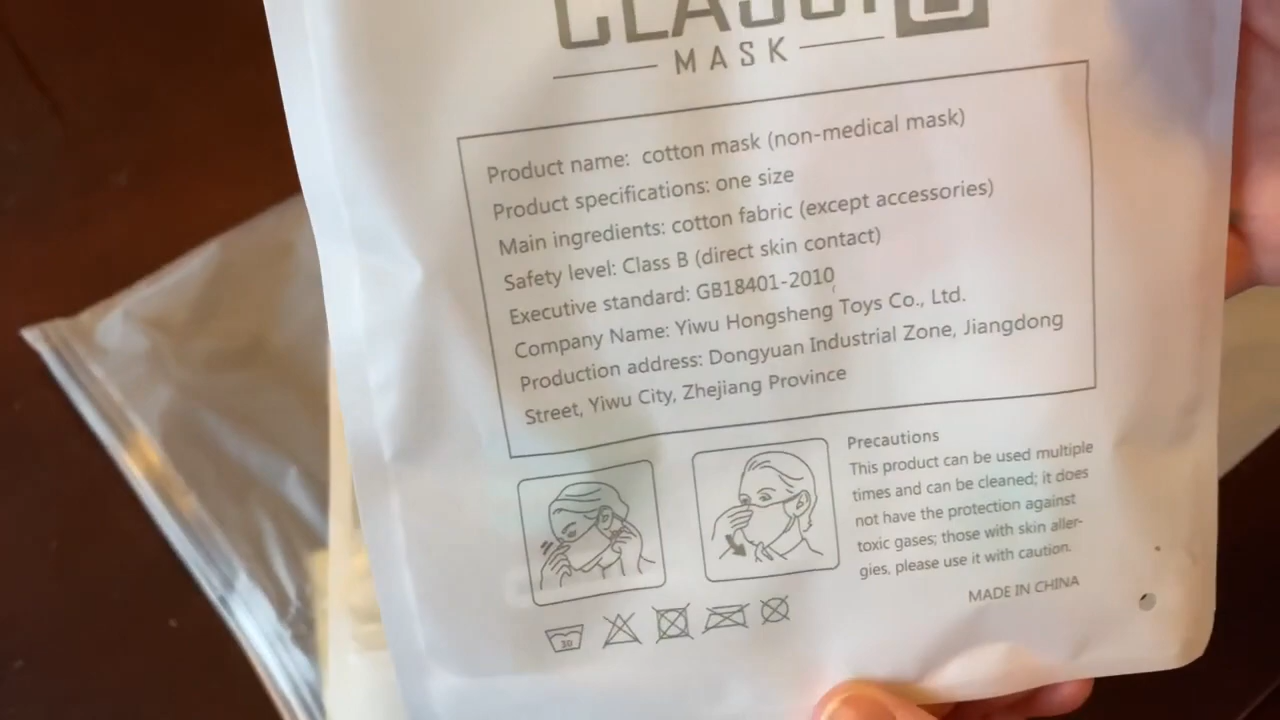 MASK
Product name: cotton mask (non-medical mask)
Product specifications: one size
Main ingredients: cotton fabric (except accessories)
Safety level: Class B (direct skin contact)
Executive standard: GB18401-2010
Company Name: Yiwu Hongsheng Toys Co., Ltd.
Production address: Dongyuan Industrial Zone, Jiangdong
Street, Yiwu City, Zhejiang Province
Precautions
This product can be used multiple
times and can be cleaned; it does
not have the protection against
toxic gases; those with skin aller-
gies, please use it with caution.
MADE IN CHINA
30